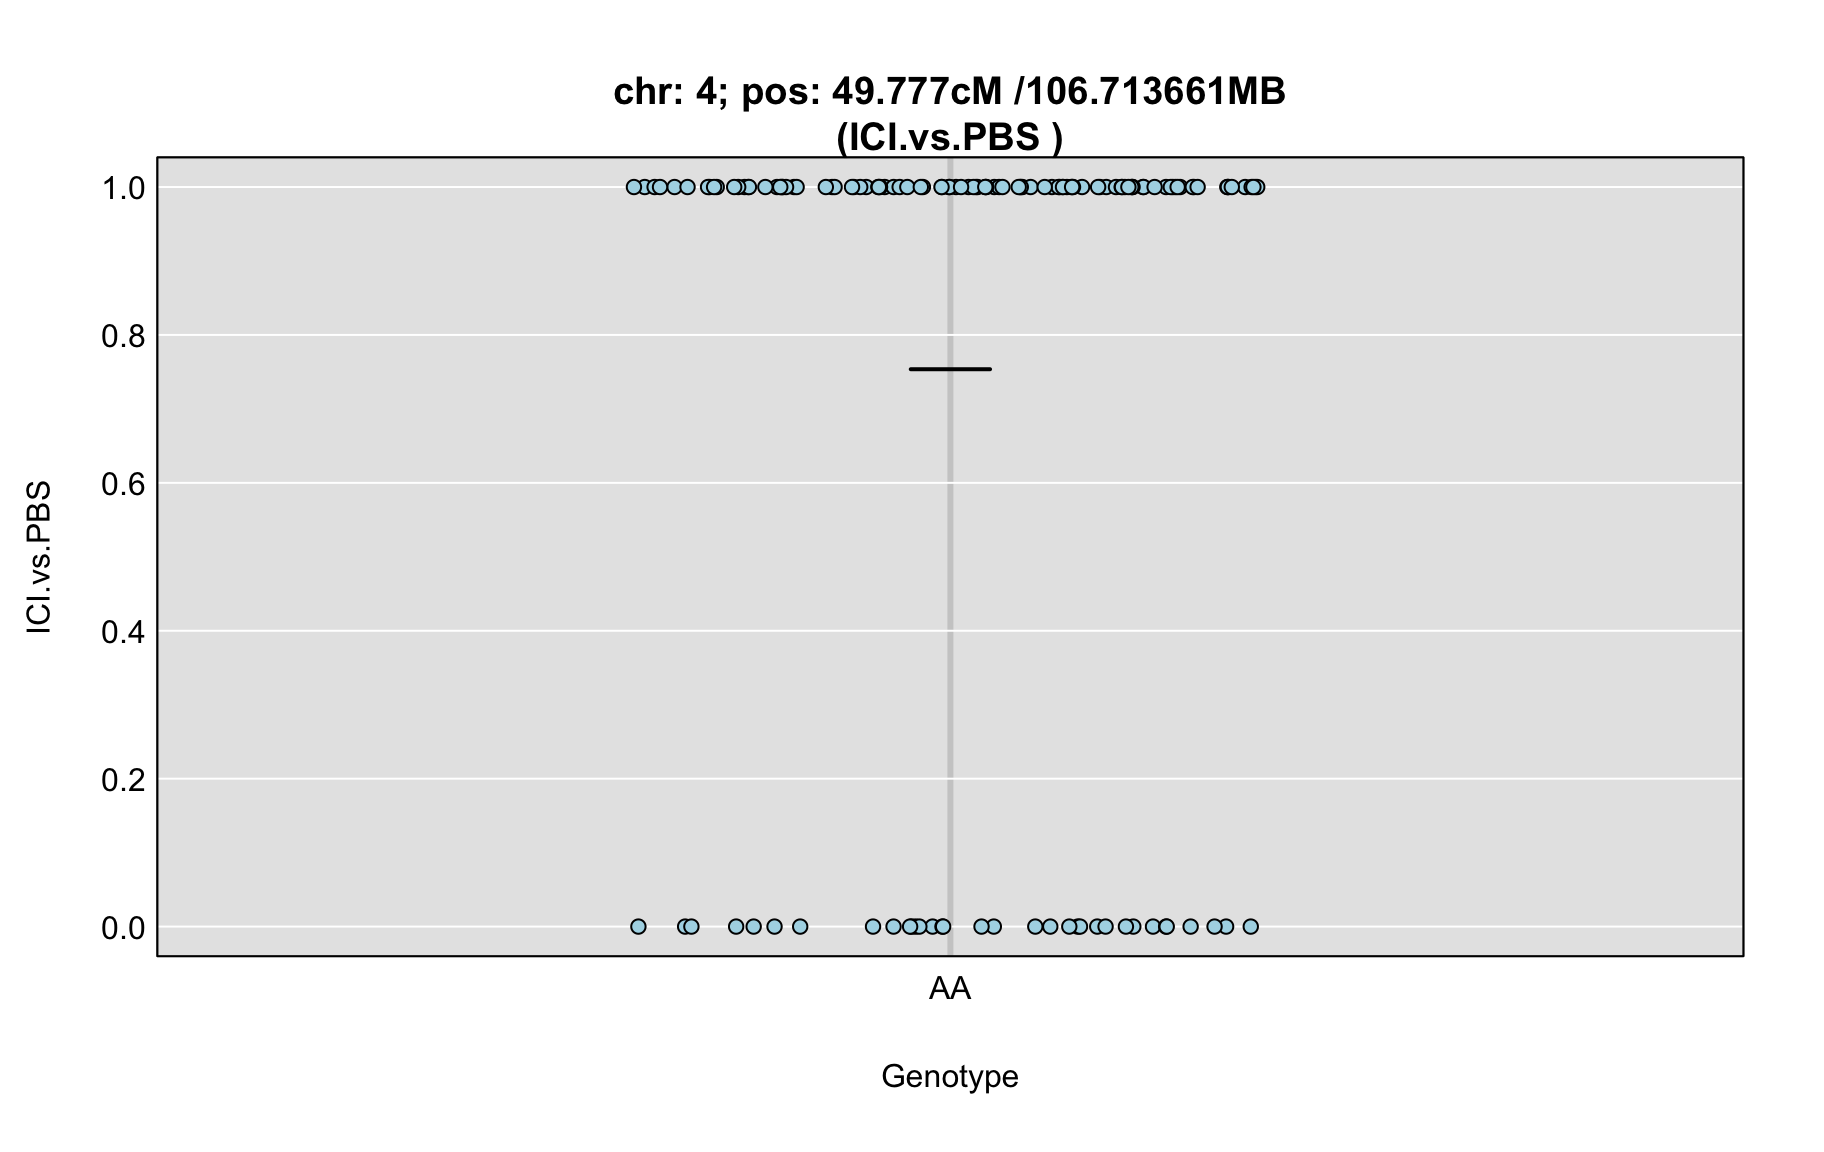 chr: 4; pos: 49.777cM /106.713661MB
(ICI.vs.PBS )
1.0
0.8
0.6
0.4
0.2
0.0
ICI.vs.PBS
AA
Genotype